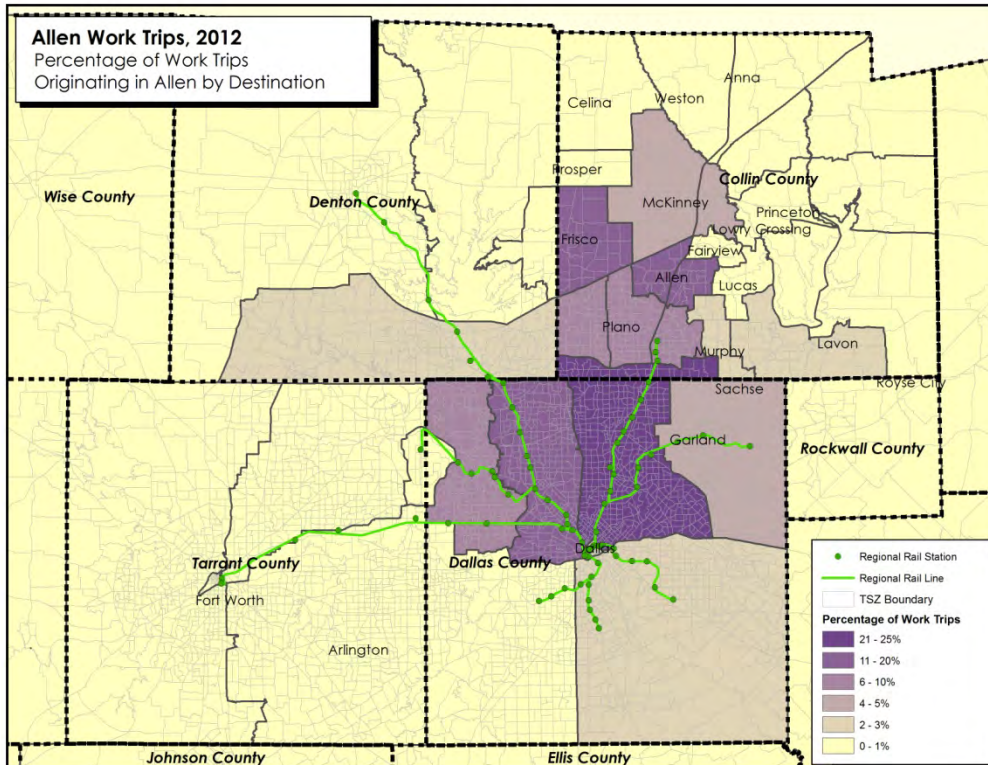 Allen Work Trips, 2012
Percentage of Work Trips
Originating in Allen by Destination
Anna
Weston
Celina
Prosper
Wise County
Denton County
Collin County
McKinney
Princeton
Lowry Crossing
Frisco
Fairview
Allen
Lucas
Plano
Murphy
Lavon
Sachse
Royse City
Garland
Rockwall County
Dallas
Tarrant County
Dallas County
Fort Worth
Arlington
Johnson County
Ellis County
Regional Rail Station
Regional Rail Line
TSZ Boundary
Percentage of Work Trips
21 - 25%
11 - 20%
6 - 10%
4 - 5%
2 - 3%
0 - 1%